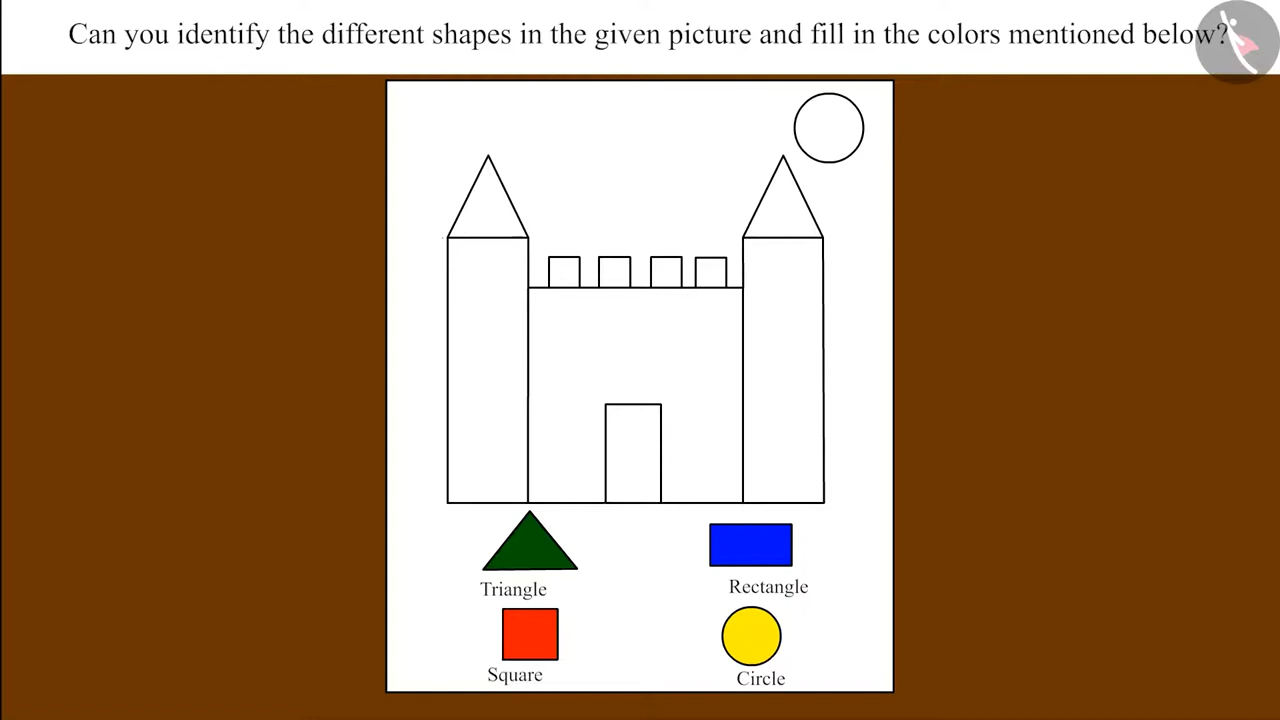 Can you identify the different shapes in the given picture and fill in the colors mentioned below?
Triangle
Rectangle
Square
Circle